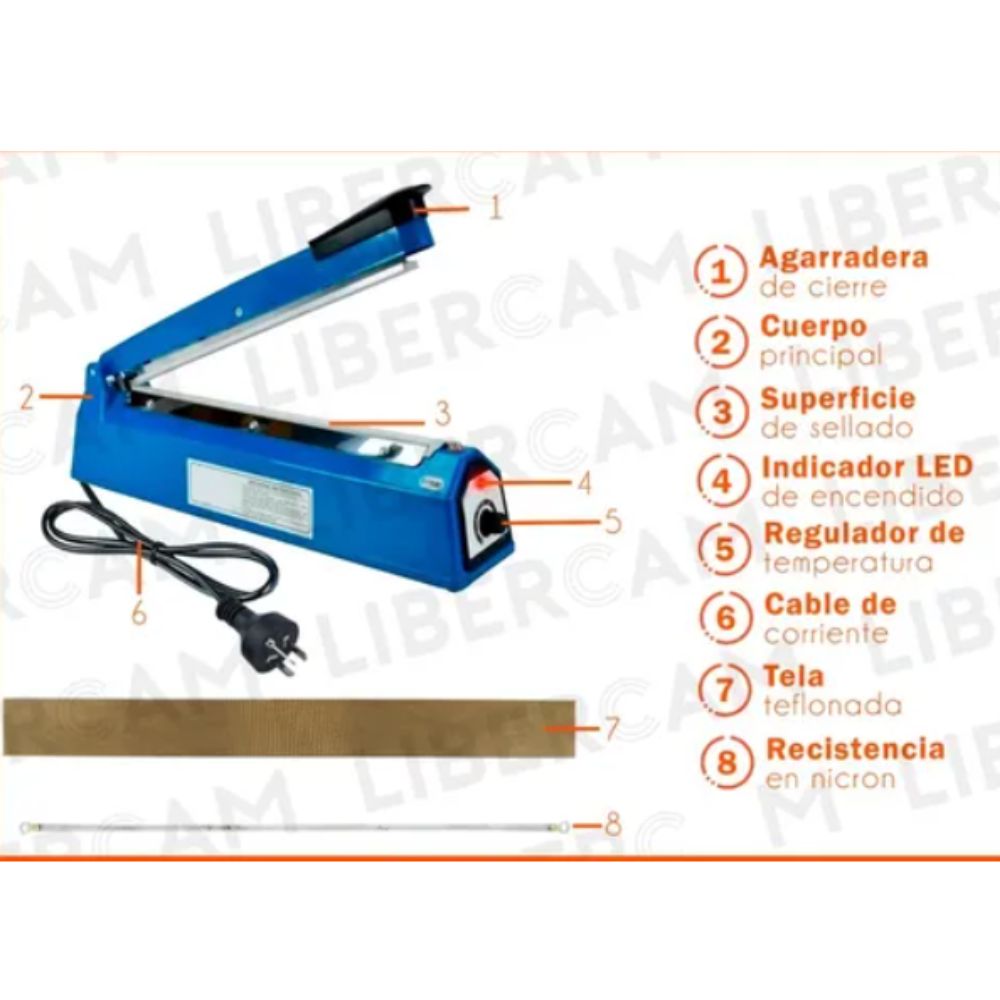 LIBERCAM
1
2
3
4
5
6
7
8
1 Agarradera
de cierre
2 Cuerpo
principal
3 Superficie
de sellado
4 Indicador LED
de encendido
5 Regulador de
temperatura
6 Cable de
corriente
7 Tela
teflonada
8 Recistencia
en nicron